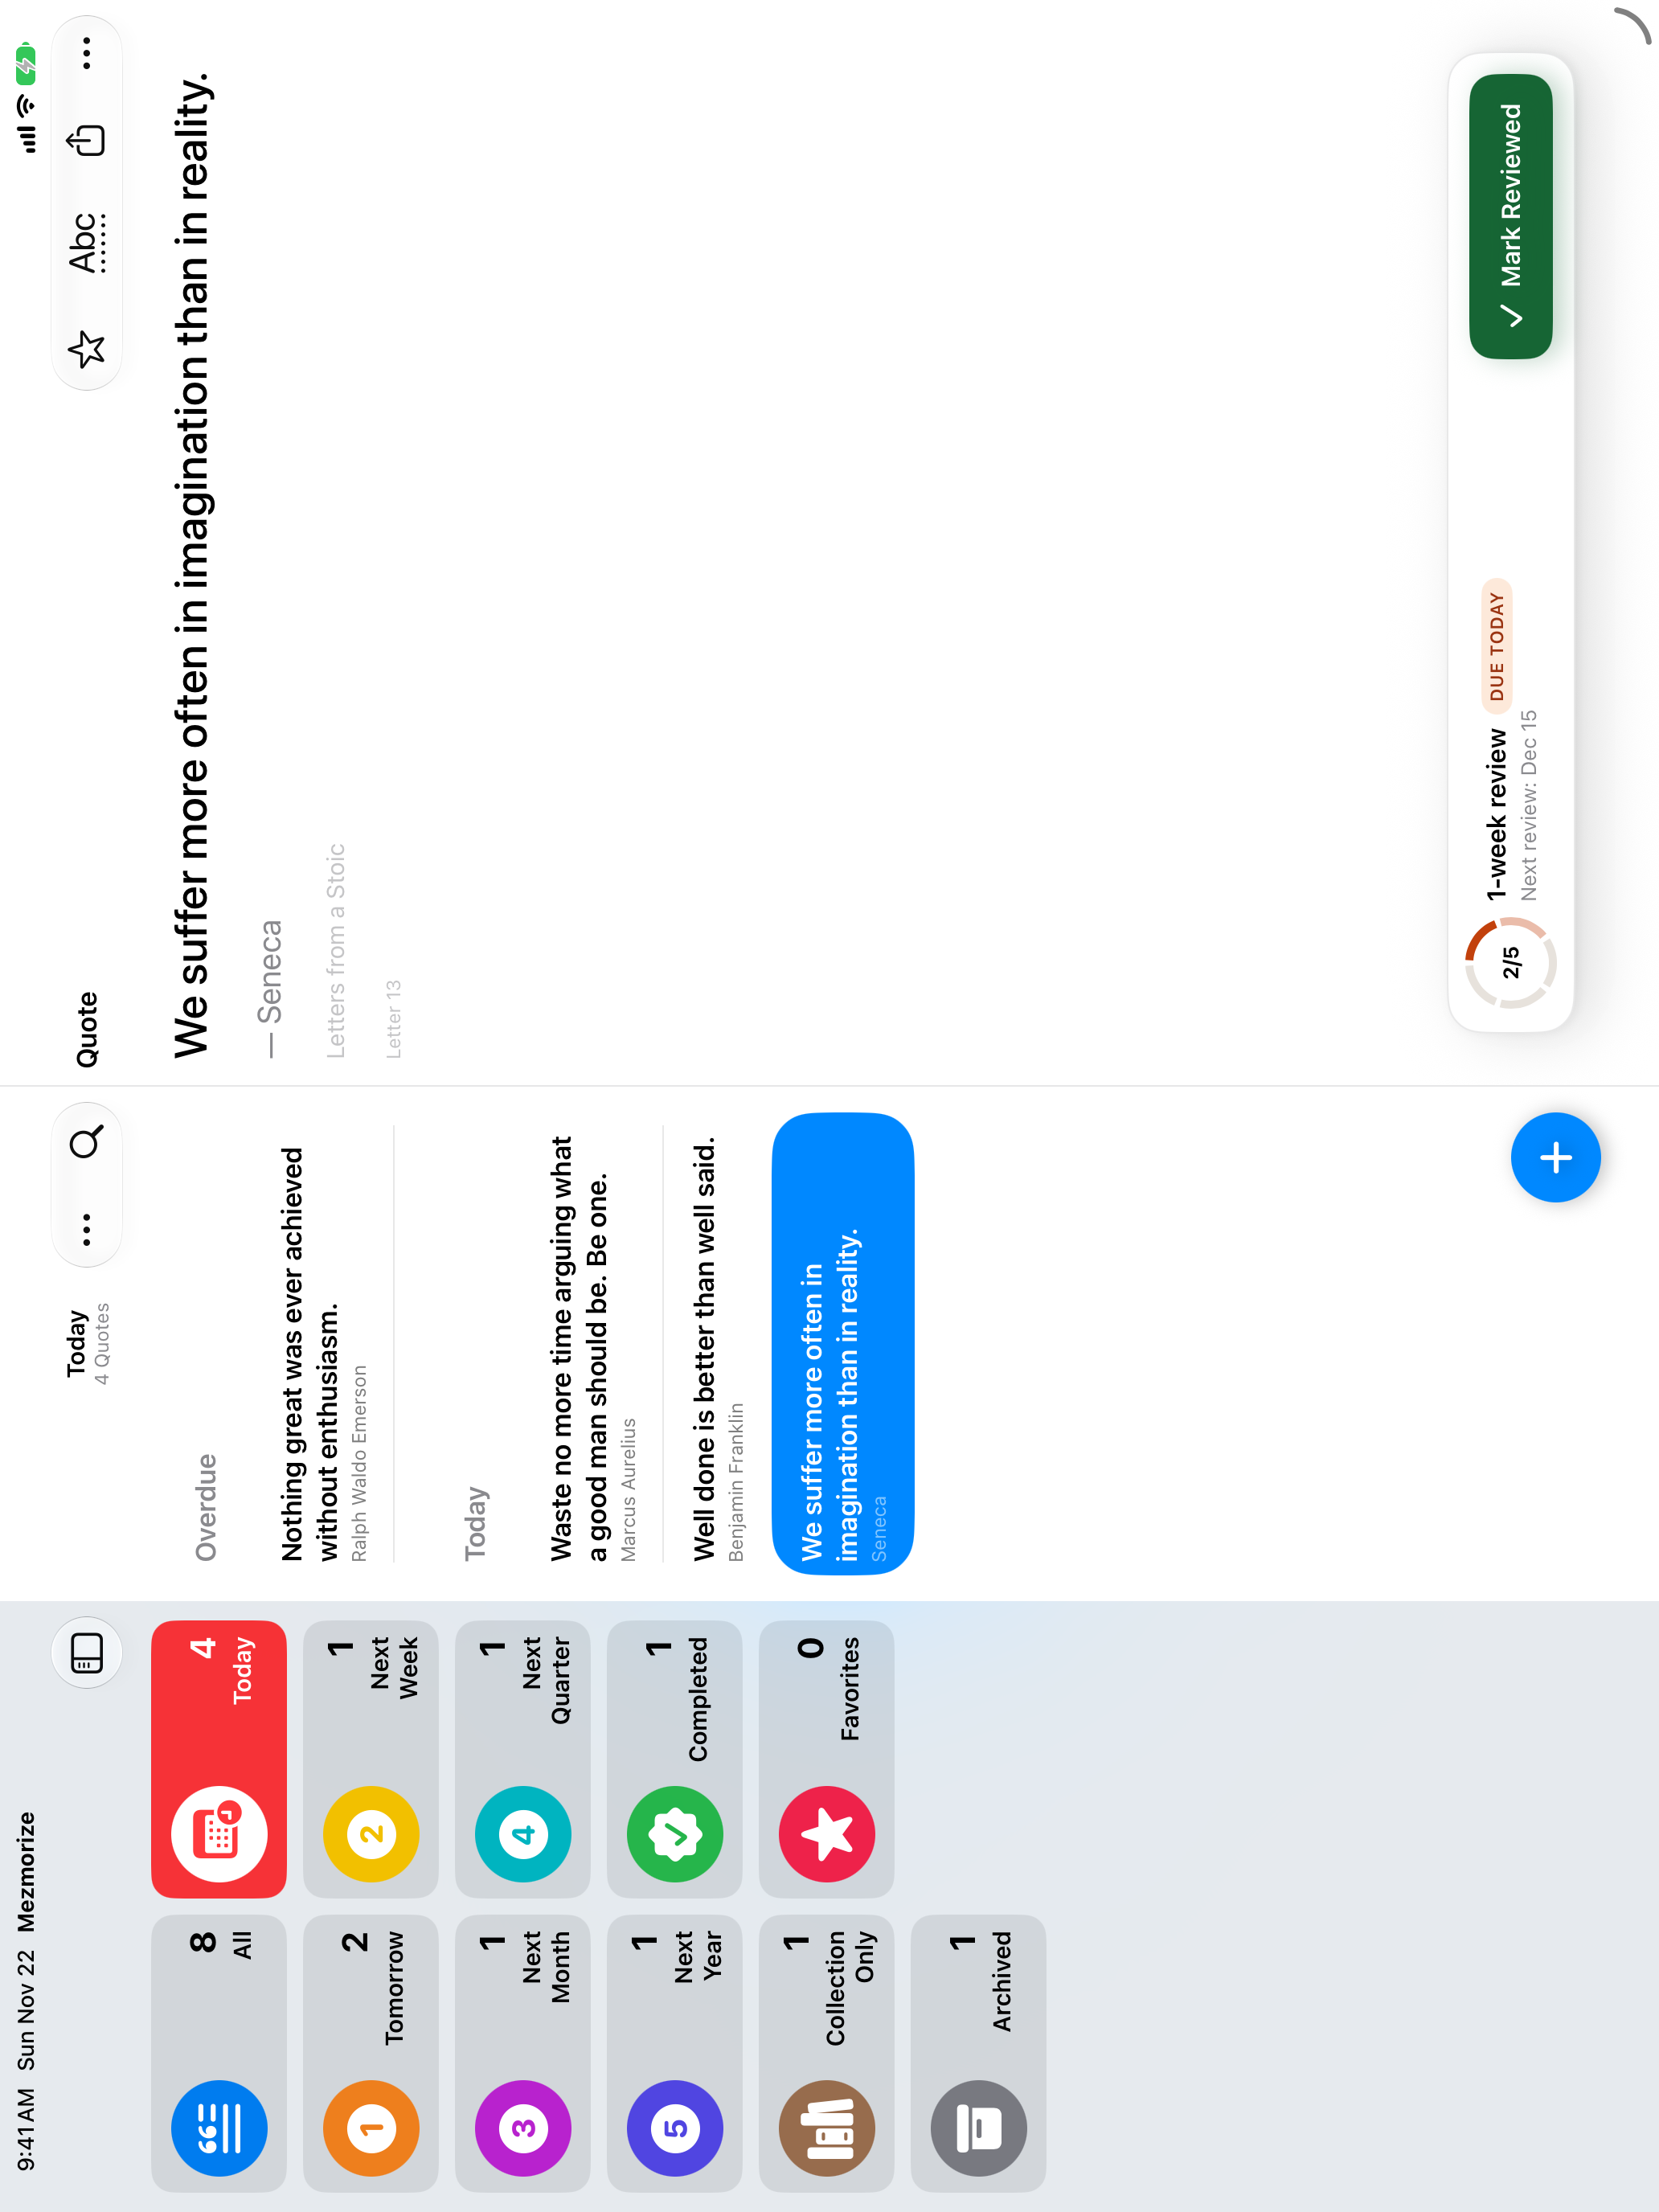 9:41 AM Sun Nov 22 Mezmorize
8
All
4
Today
1
2
Tomorrow
2
1
Next
Week
3
1
Next
Month
4
1
Next
Quarter
5
1
Next
Year
1
Completed
1
Collection
Only
0
Favorites
1
Archived
Today
4 Quotes
Overdue
Nothing great was ever achieved
without enthusiasm.
Ralph Waldo Emerson
Today
Waste no more time arguing what
a good man should be. Be one.
Marcus Aurelius
Well done is better than well said.
Benjamin Franklin
We suffer more often in
imagination than in reality.
Seneca
Quote
Abc
We suffer more often in imagination than in reality.
— Seneca
Letters from a Stoic
Letter 13
2/5
1-week review DUE TODAY
Next review: Dec 15
Mark Reviewed